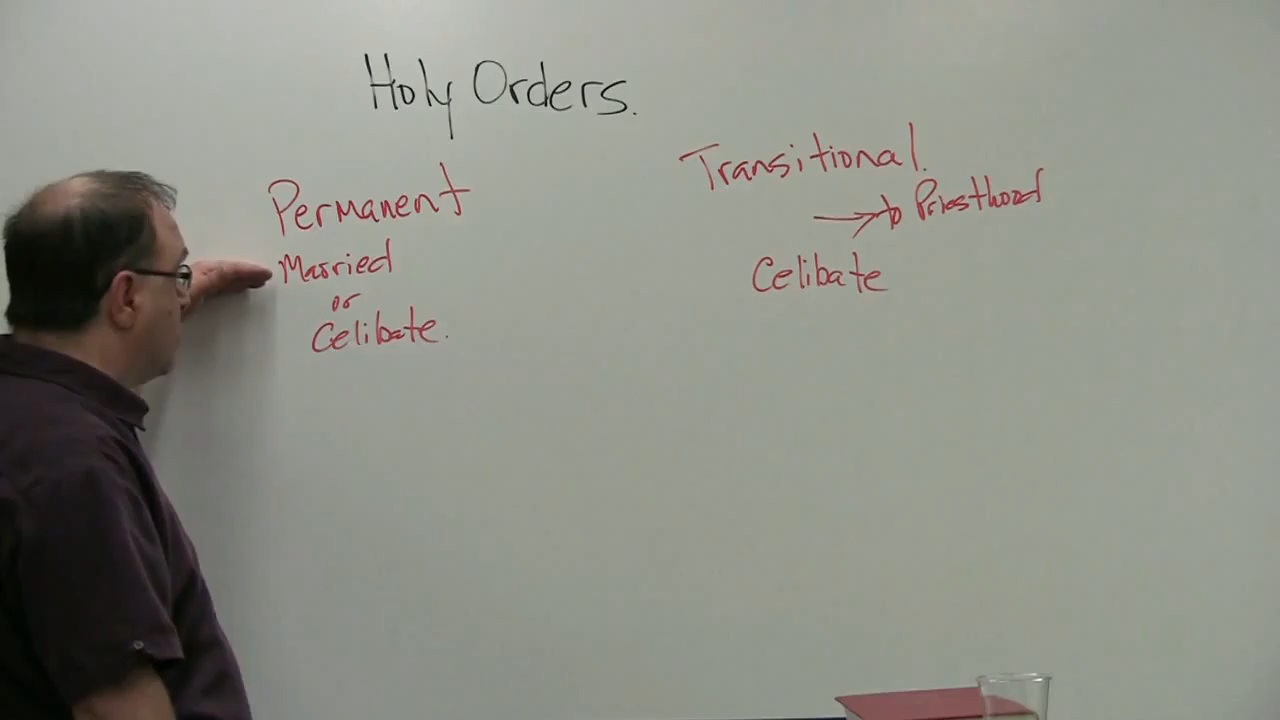 Holy Orders.
Permanent
Married
or
Celibate.
Transitional.
→ to Priesthood
Celibate